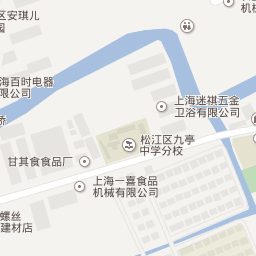 机械
区安琪儿
园
海百时电器
有限公司
上海迷祺五金
卫浴有限公司
桥
松江区九亭
中学分校
甘其食食品厂
上海一喜食品
机械有限公司
螺丝
建材店